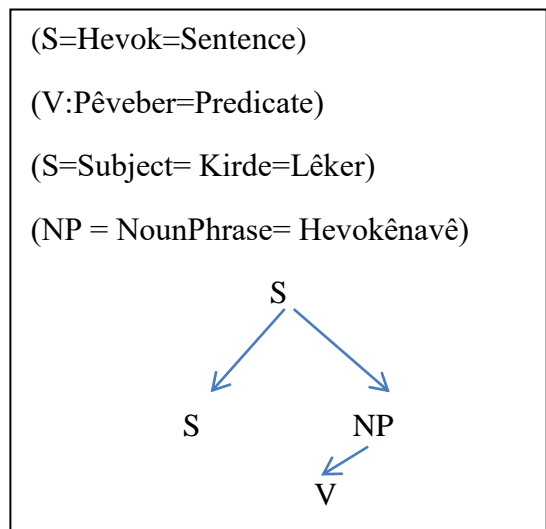 (S=Hevok=Sentence)
(V:Pêveber=Predicate)
(S=Subject= Kirde=Lêker)
(NP = NounPhrase= Hevokênavê)
S
S NP
V